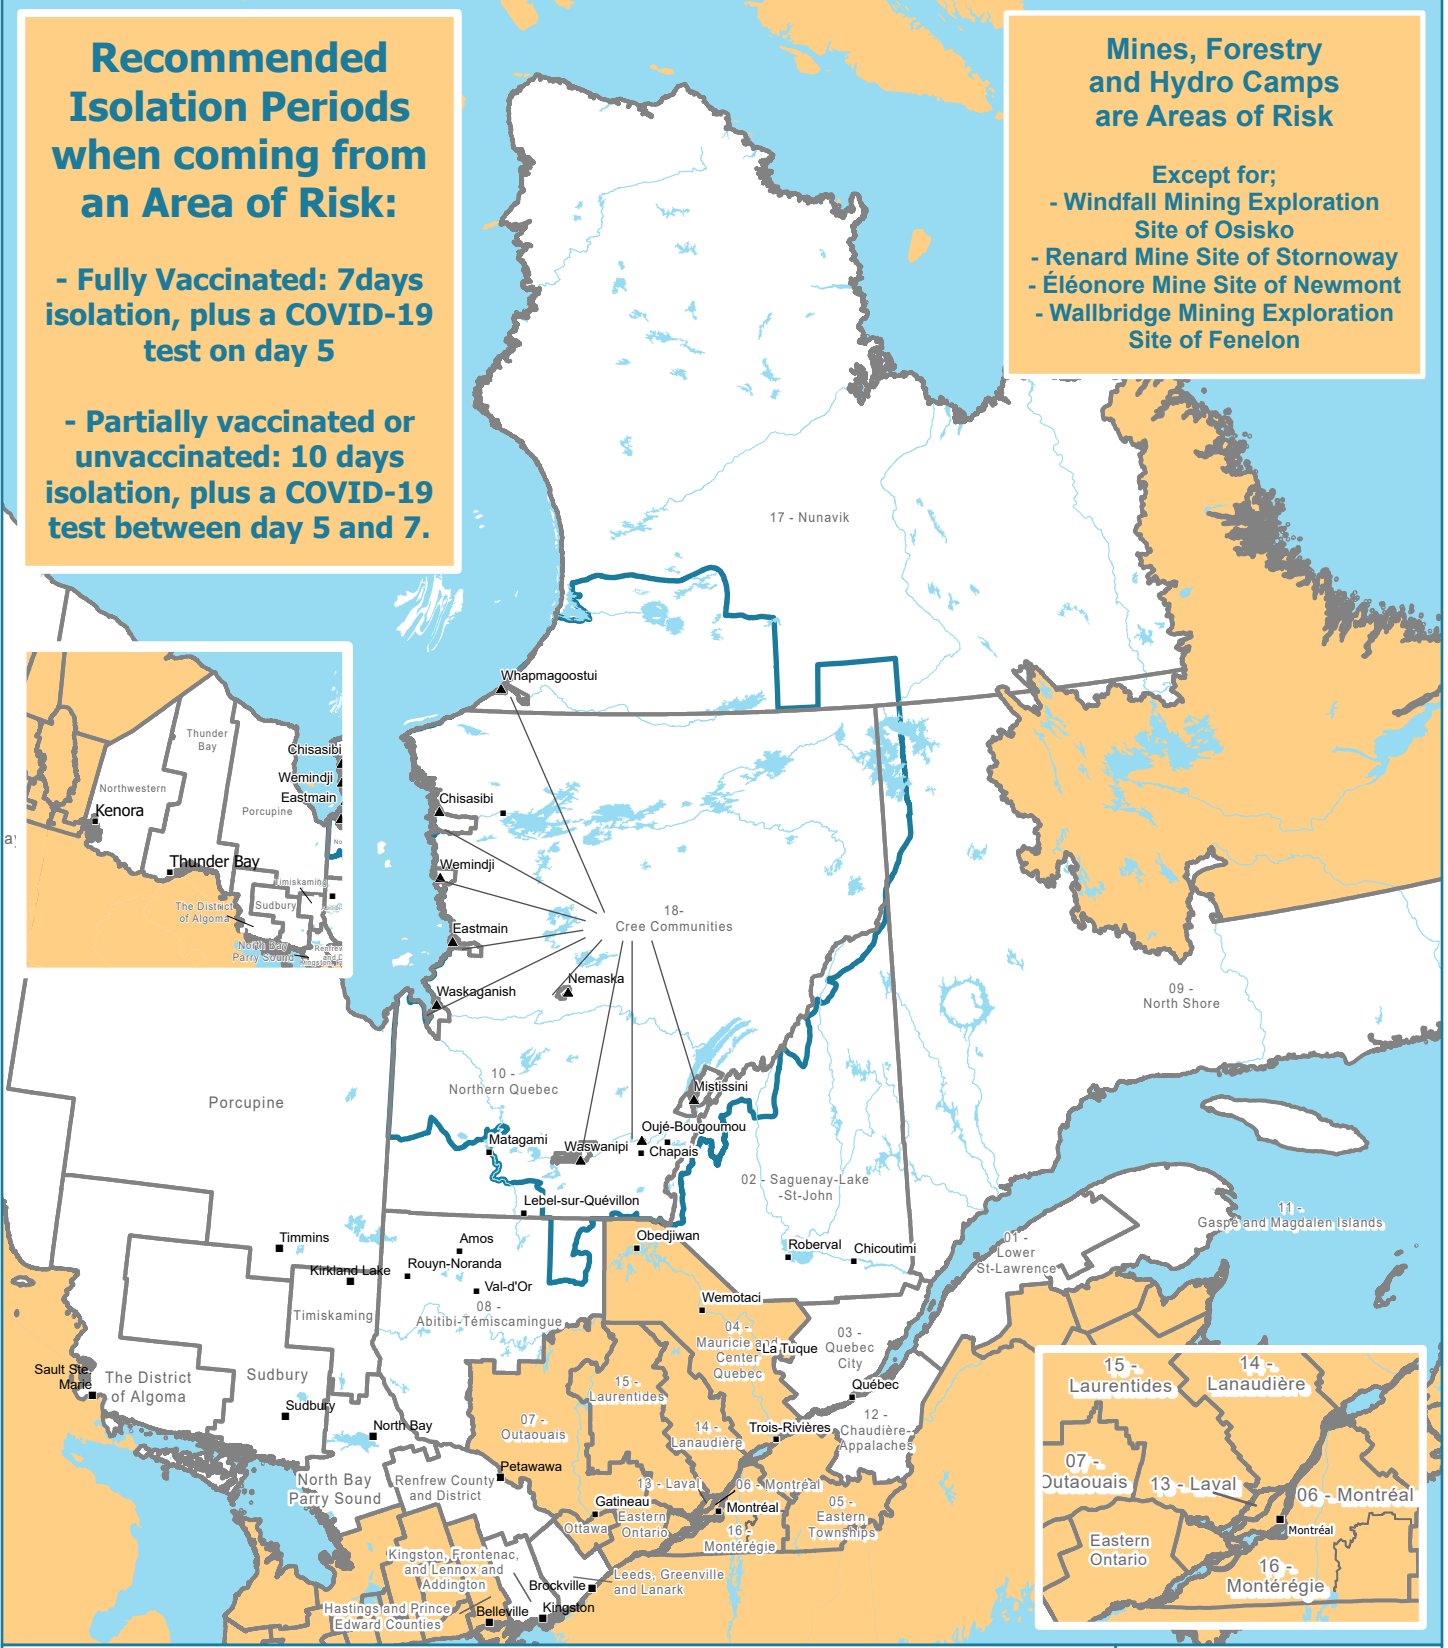 Recommended
Isolation Periods
when coming from
an Area of Risk:
- Fully Vaccinated: 7days
isolation, plus a COVID-19
test on day 5
- Partially vaccinated or
unvaccinated: 10 days
isolation, plus a COVID-19
test between day 5 and 7.
Mines, Forestry
and Hydro Camps
are Areas of Risk
Except for;
- Windfall Mining Exploration
Site of Osisko
- Renard Mine Site of Stornoway
- Éléonore Mine Site of Newmont
- Wallbridge Mining Exploration
Site of Fenelon
17 - Nunavik
Whapmagoostui
Thunder
Bay
Chisasibi
Wemindji
Eastmain
Northwestern
Kenora
Porcupine
Thunder Bay
Timiskaming
The District
of Algoma
Sudbury
North Bay
Parry Sound
Chisasibi
Wemindji
18-
Cree Communities
Eastmain
Nemaska
Waskaganish
09 -
North Shore
10 -
Northern Quebec
Mistissini
Porcupine
Oujé-Bougoumou
Matagami
Waswanipi
Chapais
02 - Saguenay-Lake
-St-John
Lebel-sur-Quévillon
11 -
Gaspé and Magdalen Islands
Timmins
Amos
Obedjiwan
Roberval
Chicoutimi
01 -
Lower
St-Lawrence
Kirkland Lake
Rouyn-Noranda
Val-d'Or
Wemotaci
Timiskaming
08 -
Abitibi-Témiscamingue
04 -
Mauricie and
Center
Quebec
La Tuque
03 -
Quebec
City
Sault Ste.
Marie
The District
of Algoma
Sudbury
15 -
Laurentides
Québec
Sudbury
North Bay
07 -
Outaouais
14 -
Lanaudière
Trois-Rivières
12 -
Chaudière-
Appalaches
Petawawa
North Bay
Parry Sound
Renfrew County
and District
13 - Laval
06 - Montréal
Gatineau
Montréal
Ottawa
Eastern
Ontario
16 -
Montérégie
05 -
Eastern
Townships
Kingston, Frontenac,
and Lennox and
Addington
Leeds, Greenville
and Lanark
Brockville
Hastings and Prince
Edward Counties
Belleville
Kingston
15 -
Laurentides
14 -
Lanaudière
07 -
Outaouais
13 - Laval
06 - Montréal
Montréal
Eastern
Ontario
16 -
Montérégie